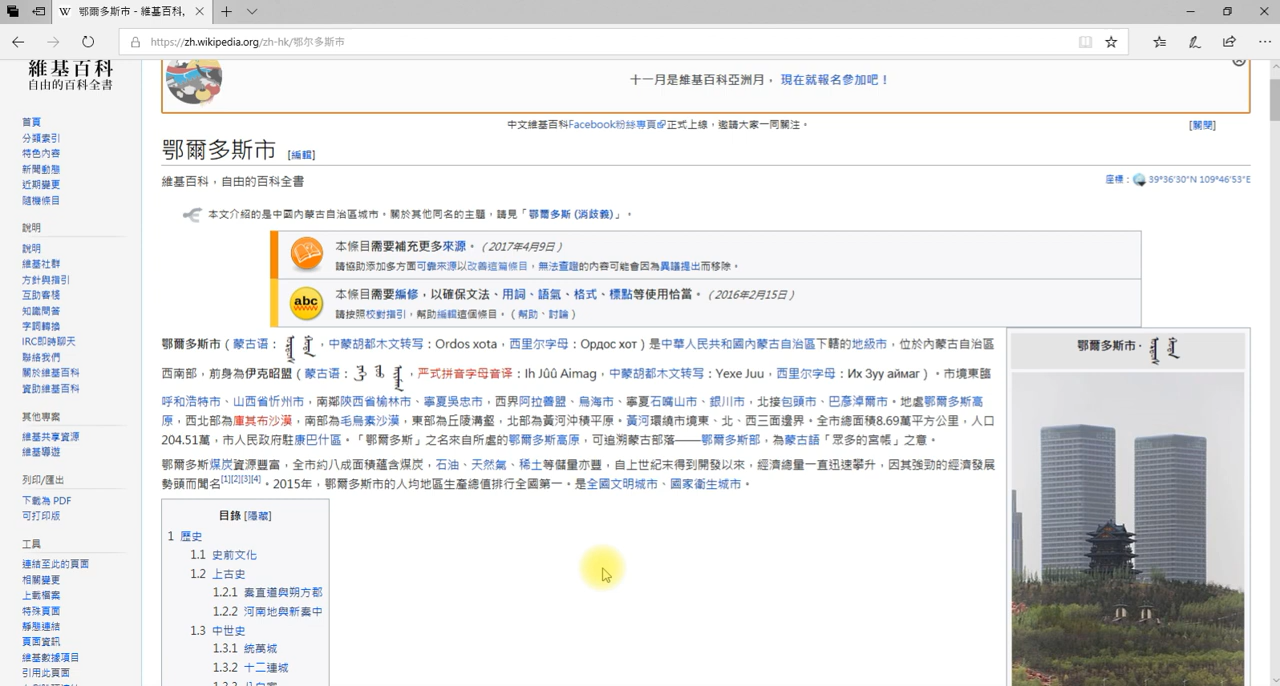 鄂爾多斯市 - 維基百科,
https://zh.wikipedia.org/zh-hk/鄂尔多斯市
維基百科
自由的百科全書
十一月是維基百科亞洲月, 現在就報名參加吧!
中文維基百科Facebook粉絲專頁正式上線,邀請大家一同關注。
[關閉]
鄂爾多斯市 [編輯]
維基百科,自由的百科全書
座標: 39°36′30″N 109°46′53″E
本文介紹的是中國內蒙古自治區城市。關於其他同名的主題,請見「鄂爾多斯 (消歧義)」。
本條目需要補充更多來源。(2017年4月9日)
請協助添加多方面可靠來源以改善這篇條目,無法查證的內容可能會因為異議提出而移除。
abc
本條目需要編修,以確保文法、用詞、語氣、格式、標點等使用恰當。(2016年2月15日)
請按照校對指引,幫助編輯這個條目。(幫助、討論)
鄂爾多斯市(蒙古语: ,中蒙胡都木文转写:Ordos xota,西里尔字母:Ордос хот)是中華人民共和國內蒙古自治區下轄的地級市,位於內蒙古自治區
西南部,前身為伊克昭盟(蒙古语: ,严式拼音字母音译:Ih Jûû Aimag,中蒙胡都木文转写:Yexe Juu,西里尔字母:Их Зуу аймаг)。市境東臨
呼和浩特市、山西省忻州市,南鄰陝西省榆林市、寧夏吳忠市,西界阿拉善盟、烏海市、寧夏石嘴山市、銀川市,北接包頭市、巴彥淖爾市。地處鄂爾多斯高
原,西北部為庫其布沙漠,南部為毛烏素沙漠,東部為丘陵溝壑,北部為黃河沖積平原。黃河環繞市境東、北、西三面邊界。全市總面積8.69萬平方公里,人口
204.51萬,市人民政府駐康巴什區。「鄂爾多斯」之名來自所處的鄂爾多斯高原,可追溯蒙古部落——鄂爾多斯部,為蒙古語「眾多的宮帳」之意。
鄂爾多斯煤炭資源豐富,全市約八成面積蘊含煤炭,石油、天然氣、稀土等儲量亦豐,自上世紀末得到開發以來,經濟總量一直迅速攀升,因其強勁的經濟發展
勢頭而聞名[1][2][3][4]。2015年,鄂爾多斯市的人均地區生產總值排行全國第一。是全國文明城市、國家衛生城市。
鄂爾多斯市·
目錄 [隱藏]
1 歷史
1.1 史前文化
1.2 上古史
1.2.1 秦直道與朔方郡
1.2.2 河南地與新秦中
1.3 中世史
1.3.1 統萬城
1.3.2 十二連城
首頁
分類索引
特色內容
新聞動態
近期變更
隨機條目
說明
說明
維基社群
方針與指引
互助客棧
知識問答
字詞轉換
IRC即時聊天
聯絡我們
關於維基百科
資助維基百科
其他專案
維基共享資源
維基導遊
列印/匯出
下載為 PDF
可打印版
工具
連結至此的頁面
相關變更
上載檔案
特殊頁面
靜態連結
頁面資訊
維基數據項目
引用此頁面